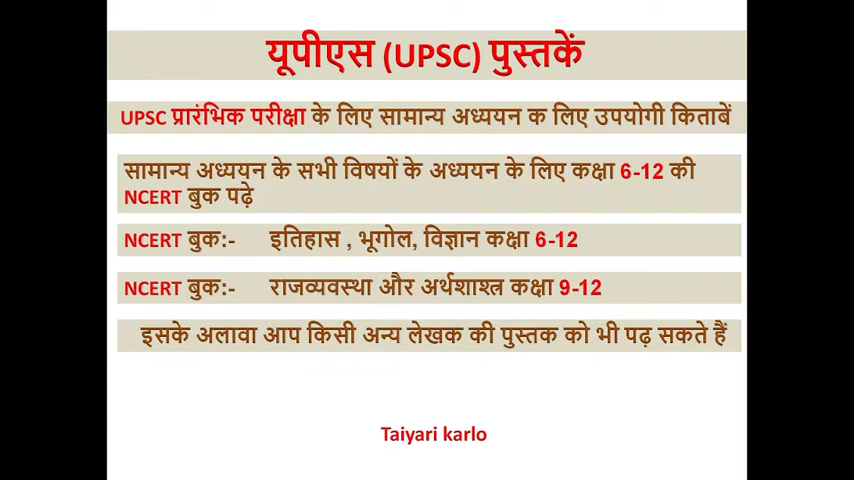 यूपीएस (UPSC) पुस्तकें
UPSC प्रारंभिक परीक्षा के लिए सामान्य अध्ययन क लिए उपयोगी किताबें
सामान्य अध्ययन के सभी विषयों के अध्ययन के लिए कक्षा 6-12 की
NCERT बुक पढ़े
NCERT बुक:- इतिहास , भूगोल, विज्ञान कक्षा 6-12
NCERT बुक:- राजव्यवस्था और अर्थशाश्त्र कक्षा 9-12
इसके अलावा आप किसी अन्य लेखक की पुस्तक को भी पढ़ सकते हैं
Taiyari karlo